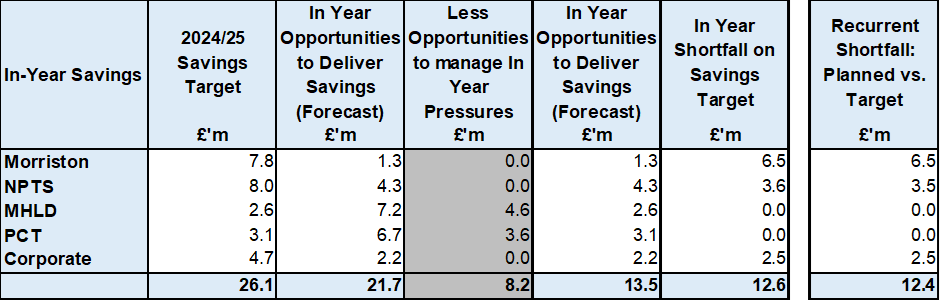 In-Year Savings
2024/25
Savings
Target
£'m
In Year
Opportunities
to Deliver
Savings
(Forecast)
£'m
Less
Opportunities
to manage In
Year
Pressures
£'m
In Year
Opportunities
to Deliver
Savings
(Forecast)
£'m
In Year
Shortfall on
Savings
Target
£'m
Recurrent
Shortfall:
Planned vs.
Target
£'m
Morriston 7.8 1.3 0.0 1.3 6.5 6.5
NPTS 8.0 4.3 0.0 4.3 3.6 3.5
MHLD 2.6 7.2 4.6 2.6 0.0 0.0
PCT 3.1 6.7 3.6 3.1 0.0 0.0
Corporate 4.7 2.2 0.0 2.2 2.5 2.5
26.1 21.7 8.2 13.5 12.6 12.4